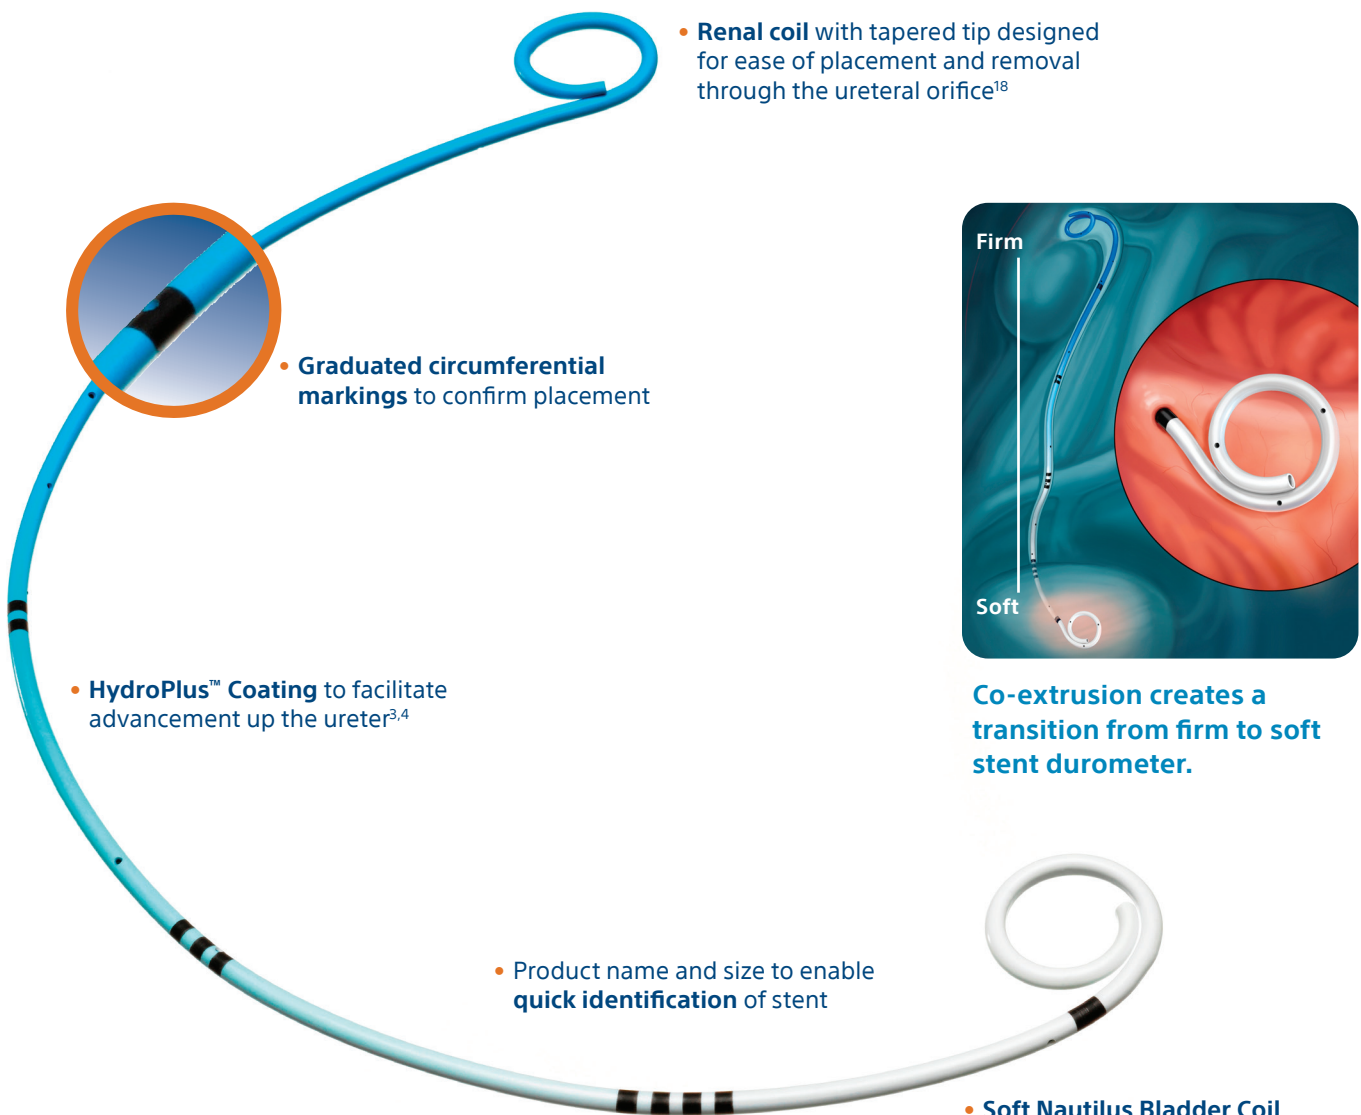 • Renal coil with tapered tip designed
for ease of placement and removal
through the ureteral orifice18
Firm
• Graduated circumferential
markings to confirm placement
Soft
• HydroPlus™ Coating to facilitate
advancement up the ureter3,4
Co-extrusion creates a
transition from firm to soft
stent durometer.
• Product name and size to enable
quick identification of stent
• Soft Nautilus Bladder Coil